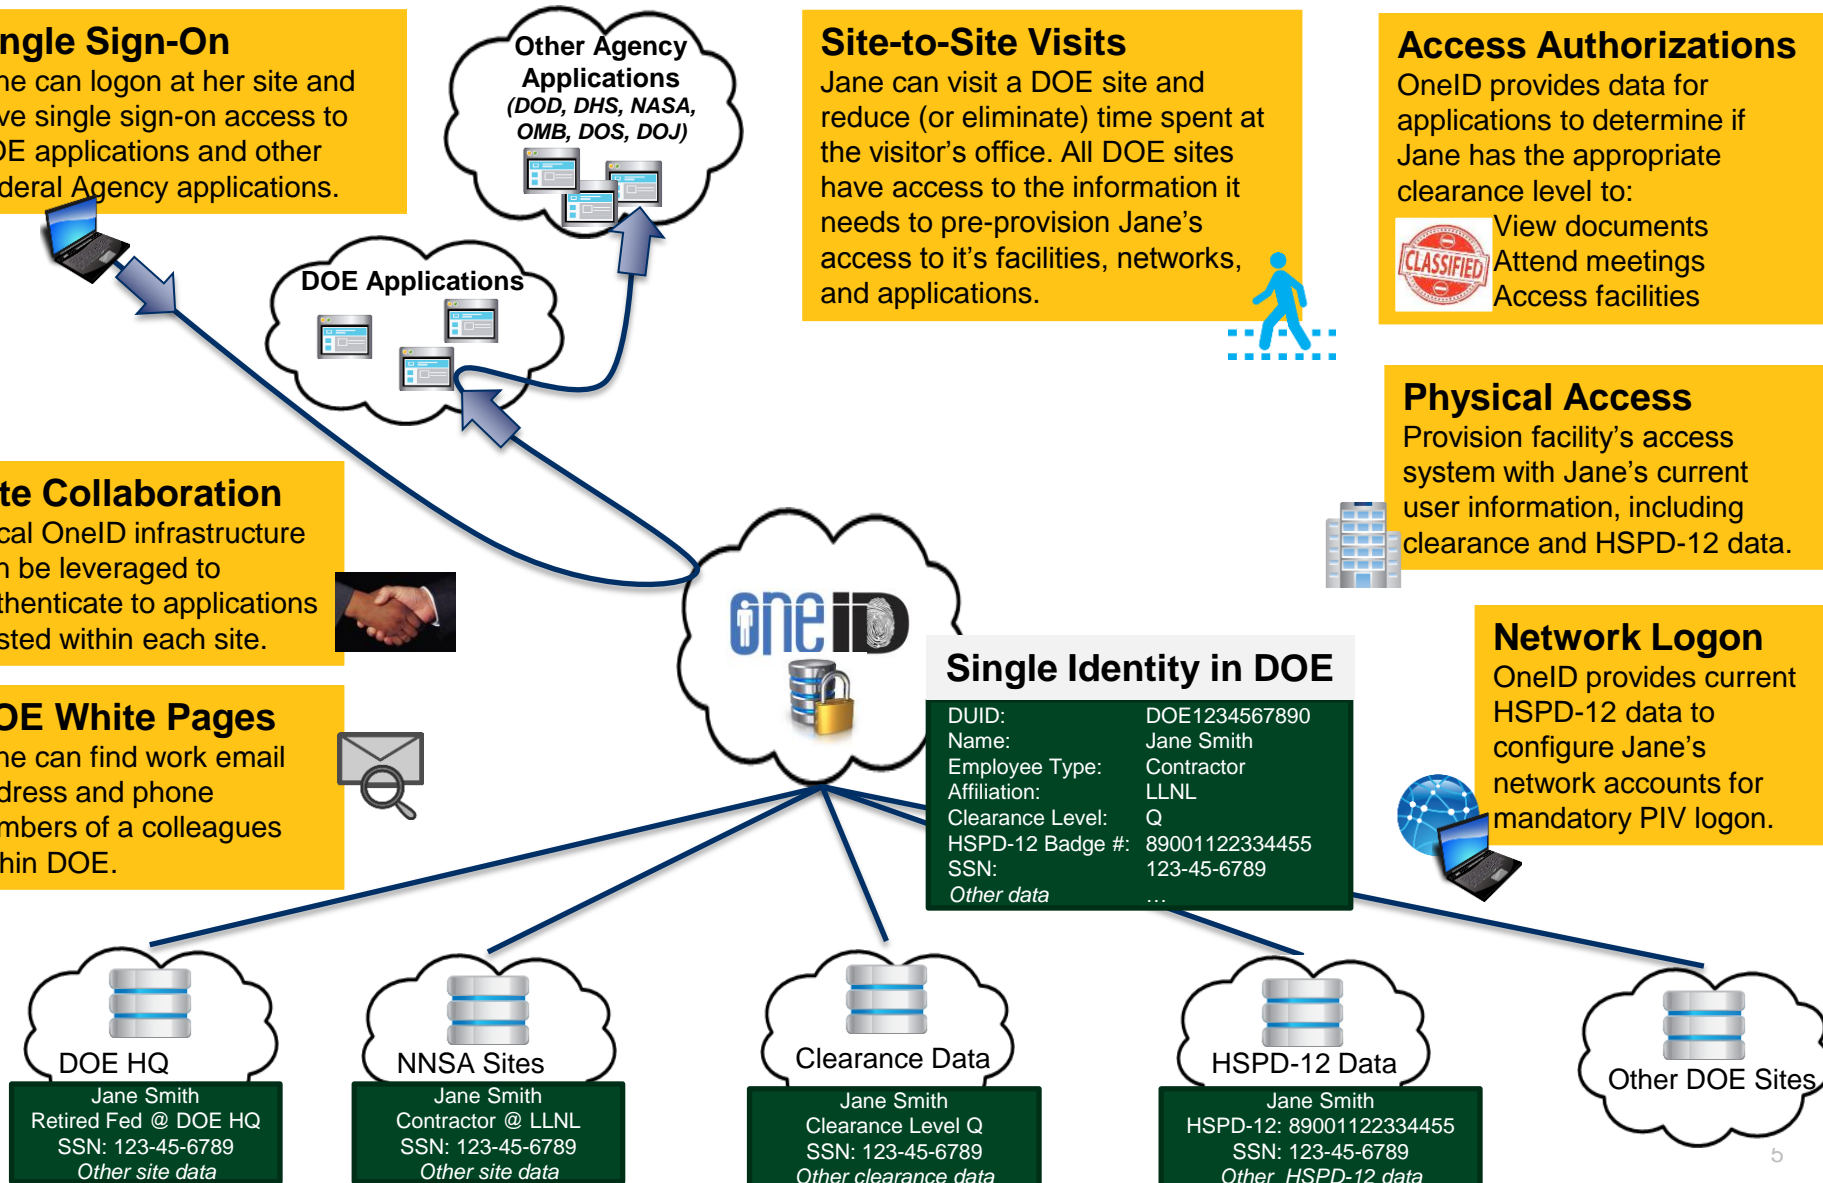 ngle Sign-On
ne can logon at her site and
ve single sign-on access to
OE applications and other
deral Agency applications.
Other Agency
Applications
(DOD, DHS, NASA,
OMB, DOS, DOJ)
DOE Applications
Site-to-Site Visits
Jane can visit a DOE site and
reduce (or eliminate) time spent at
the visitor's office. All DOE sites
have access to the information it
needs to pre-provision Jane's
access to it's facilities, networks,
and applications.
Access Authorizations
OneID provides data for
applications to determine if
Jane has the appropriate
clearance level to:
View documents
Attend meetings
Access facilities
CLASSIFIED
Physical Access
Provision facility's access
system with Jane's current
user information, including
clearance and HSPD-12 data.
te Collaboration
cal OneID infrastructure
n be leveraged to
thenticate to applications
sted within each site.
OE White Pages
ne can find work email
dress and phone
mbers of a colleagues
thin DOE.
one ID
Single Identity in DOE
DUID: DOE1234567890
Name: Jane Smith
Employee Type: Contractor
Affiliation: LLNL
Clearance Level: Q
HSPD-12 Badge #: 89001122334455
SSN: 123-45-6789
Other data …
Network Logon
OneID provides current
HSPD-12 data to
configure Jane's
network accounts for
mandatory PIV logon.
DOE HQ
Jane Smith
Retired Fed @ DOE HQ
SSN: 123-45-6789
Other site data
NNSA Sites
Jane Smith
Contractor @ LLNL
SSN: 123-45-6789
Other site data
Clearance Data
Jane Smith
Clearance Level Q
SSN: 123-45-6789
Other clearance data
HSPD-12 Data
Jane Smith
HSPD-12: 89001122334455
SSN: 123-45-6789
Other HSPD-12 data
Other DOE Sites
5